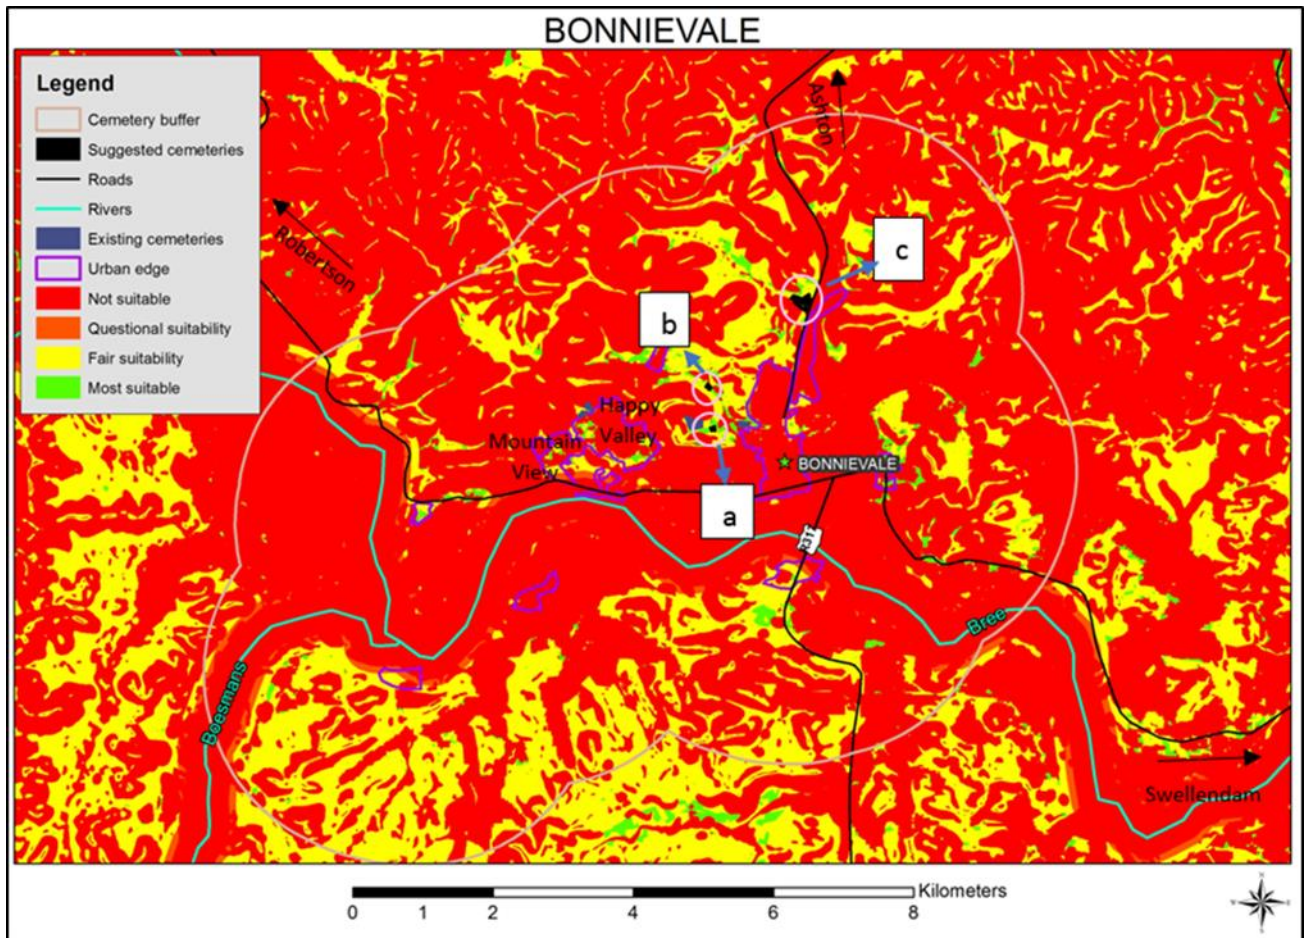 BONNIEVALE
Legend
Cemetery buffer
Suggested cemeteries
Roads
Rivers
Existing cemeteries
Urban edge
Not suitable
Questional suitability
Fair suitability
Most suitable
Ashton
Robertson
c
b
Happy
Valley
Mountain
View
BONNIEVALE
a
R317
Bree
Boesmans
Swellendam
Kilometers
0 1 2 4 6 8